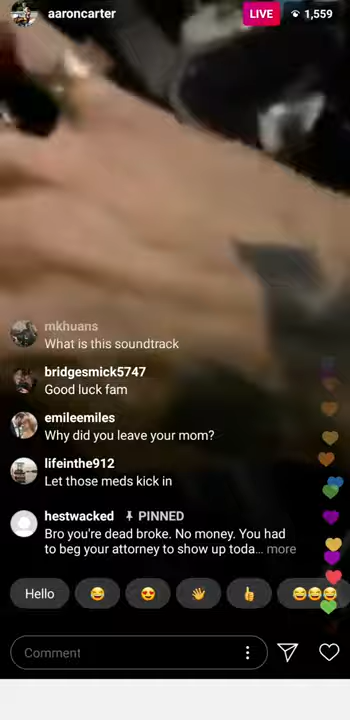 aaroncarter
LIVE 1,559
mkhuans
What is this soundtrack
bridgesmick5747
Good luck fam
emileemiles
Why did you leave your mom?
lifeinthe912
Let those meds kick in
hestwacked PINNED
Bro you're dead broke. No money. You had
to beg your attorney to show up toda... more
Hello
Comment